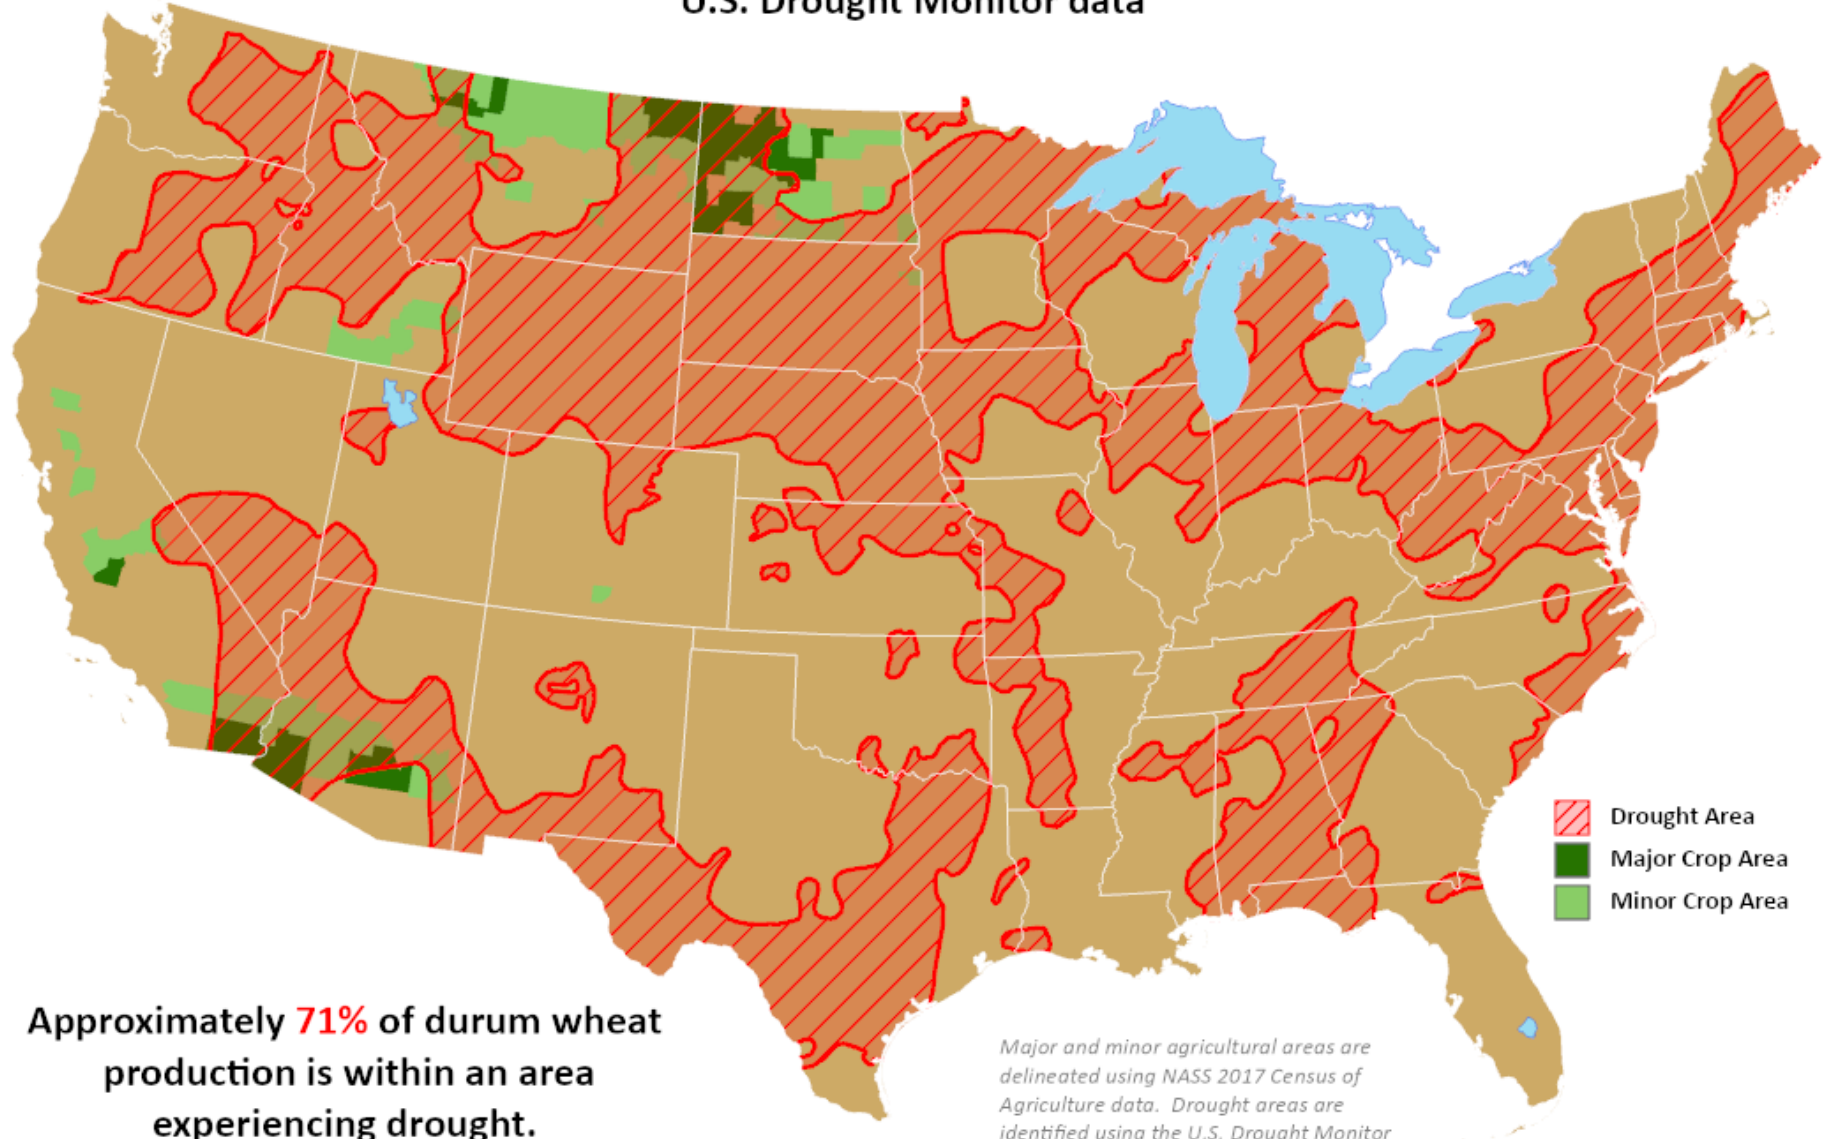 U.S. Drought Monitor data
Drought Area
Major Crop Area
Minor Crop Area
Approximately 71% of durum wheat
production is within an area
experiencing drought.
Major and minor agricultural areas are
delineated using NASS 2017 Census of
Agriculture data. Drought areas are
identified using the U.S. Drought Monitor